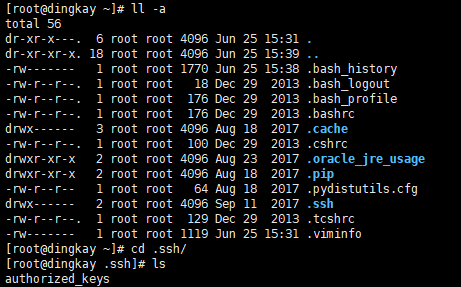 [root@dingkay ~]# ll -a
total 56
dr-xr-x---.  6 root root 4096 Jun 25 15:31 .
dr-xr-xr-x. 18 root root 4096 Jun 25 15:39 ..
-rw-------   1 root root 1770 Jun 25 15:38 .bash_history
-rw-r--r--.  1 root root   18 Dec 29  2013 .bash_logout
-rw-r--r--.  1 root root  176 Dec 29  2013 .bash_profile
-rw-r--r--.  1 root root  176 Dec 29  2013 .bashrc
drwx------   3 root root 4096 Aug 18  2017 .cache
-rw-r--r--.  1 root root  100 Dec 29  2013 .cshrc
drwxr-xr-x   2 root root 4096 Aug 23  2017 .oracle_jre_usage
drwxr-xr-x   2 root root 4096 Aug 18  2017 .pip
-rw-r--r--   1 root root   64 Aug 18  2017 .pydistutils.cfg
drwx------   2 root root 4096 Sep 11  2017 .ssh
-rw-r--r--.  1 root root  129 Dec 29  2013 .tcshrc
-rw-------   1 root root 1119 Jun 25 15:31 .viminfo
[root@dingkay ~]# cd .ssh/
[root@dingkay .ssh]# ls
authorized_keys